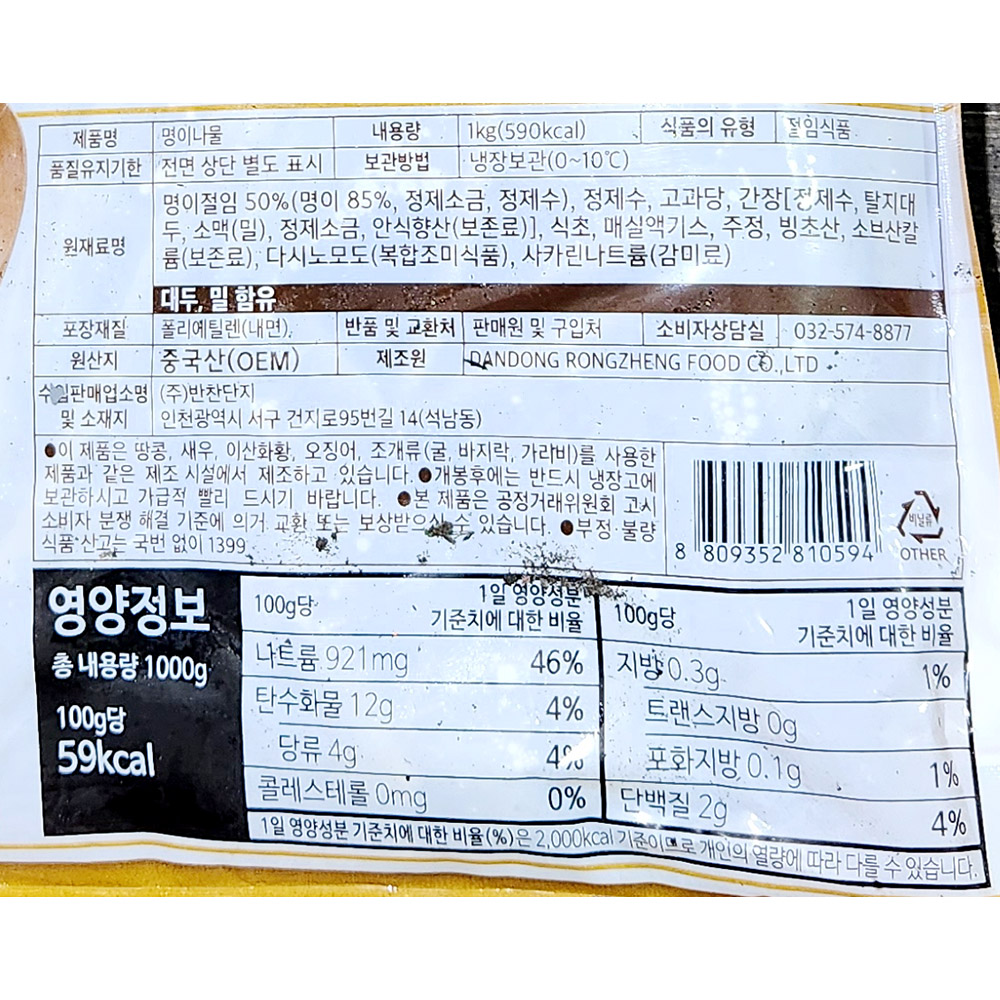 제품명 명이나물 내용량 1kg(590kcal) 식품의 유형 절임식품
품질유지기한 전면 상단 별도 표시 보관방법 냉장보관(0~10℃)
원재료명 명이절임 50%(명이 85%, 정제소금, 정제수), 정제수, 고과당, 간장[정제수, 탈지대
두, 소맥(밀), 정제소금, 안식향산(보존료)], 식초, 매실액기스, 주정, 빙초산, 소브산칼
륨(보존료), 다시노모도(복합조미식품), 사카린나트륨(감미료)
대두, 밀 함유
포장재질 폴리에틸렌(내면) 반품 및 교환처 판매원 및 구입처 소비자상담실 032-574-8877
원산지 중국산(OEM) 제조원 DANDONG RONGZHENG FOOD CO.,LTD
수입판매업소명 (주)반찬단지
및 소재지 인천광역시 서구 건지로95번길 14(석남동)
●이 제품은 땅콩, 새우, 이산화황, 오징어, 조개류(굴, 바지락, 가라비)를 사용한
제품과 같은 제조 시설에서 제조하고 있습니다. ●개봉후에는 반드시 냉장고에
보관하시고 가급적 빨리 드시기 바랍니다. ●본 제품은 공정거래위원회 고시
소비자 분쟁 해결 기준에 의거 교환 또는 보상받으실 수 있습니다. ●부정·불량
식품 신고는 국번 없이 1399
8 809352 810594
비닐류
OTHER
영양정보
총 내용량 1000g
100g당
59kcal
100g당 1일 영양성분
기준치에 대한 비율
나트륨 921mg 46%
탄수화물 12g 4%
당류 4g 4%
콜레스테롤 0mg 0%
100g당 1일 영양성분
기준치에 대한 비율
지방 0.3g 1%
트랜스지방 0g
포화지방 0.1g 1%
단백질 2g 4%
1일 영양성분 기준치에 대한 비율(%)은 2,000kcal 기준이므로 개인의 열량에 따라 다를 수 있습니다.